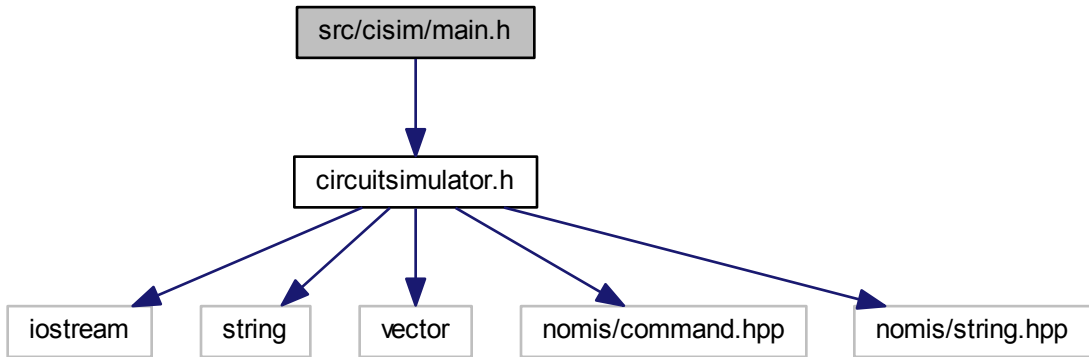 src/cisim/main.h
circuitsimulator.h
iostream
string
vector
nomis/command.hpp
nomis/string.hpp